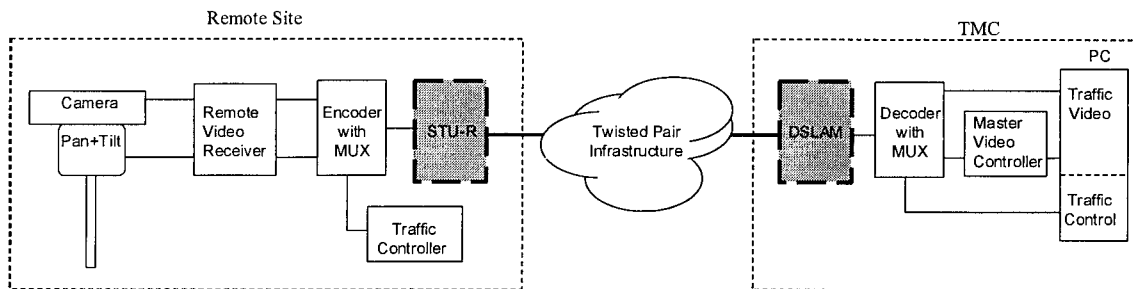 Remote Site
TMC
PC
Camera
Pan+Tilt
Remote
Video
Receiver
Encoder
with
MUX
STU-R
Traffic
Controller
Twisted Pair
Infrastructure
DSLAM
Decoder
with
MUX
Master
Video
Controller
Traffic
Video
Traffic
Control